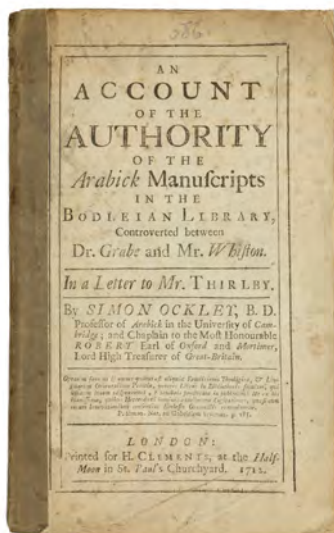 AN
ACCOUNT
OF THE
AUTHORITY
OF THE
Arabick Manuſcripts
IN THE
BODLEIAN LIBRARY,
Controverted between
Dr. Grabe and Mr. Whiſton.
In a Letter to Mr. THIRLBY.
By SIMON OCKLEY, B. D.
Profeſſor of Arabick in the Univerſity of Cam-
bridge; and Chaplain to the Moſt Honourable
ROBERT Earl of Oxford and Mortimer,
Lord High Treaſurer of Great-Britain.
LONDON:
Printed for H. CLEMENTS, at the Half-
Moon in St. Paul's Churchyard. 1712.